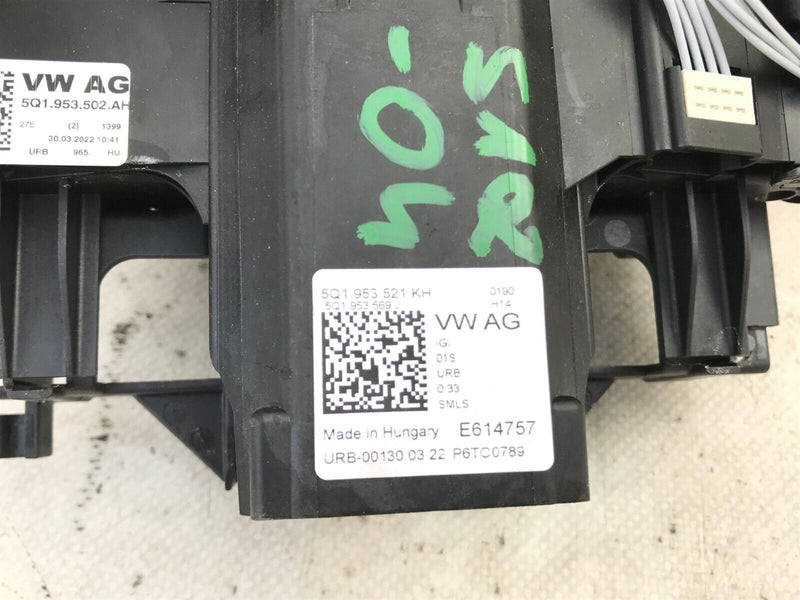 VW AG
5Q1.953.502.AH
275 (2) 1399
30.03.2022 10:41
URB 965. HU
5Q1 953 521 KH 0190
5Q1 953 569 H14
VW AG
01S
URB
0.33
SMLS
Made in Hungary E614757
URB-00130 03 22 P6TC0789